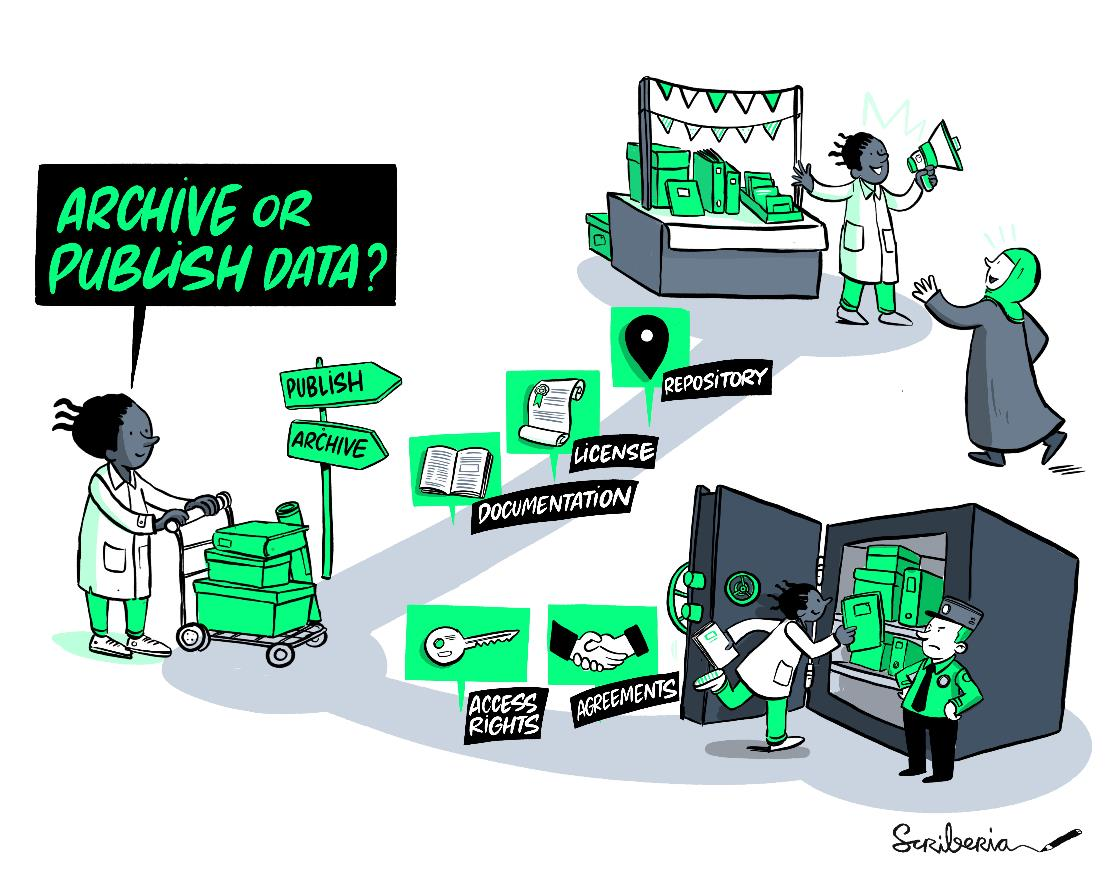 ARCHIVE OR
PUBLISH DATA?
PUBLISH
ARCHIVE
REPOSITORY
LICENSE
DOCUMENTATION
ACCESS
RIGHTS
AGREEMENTS
Scriberia